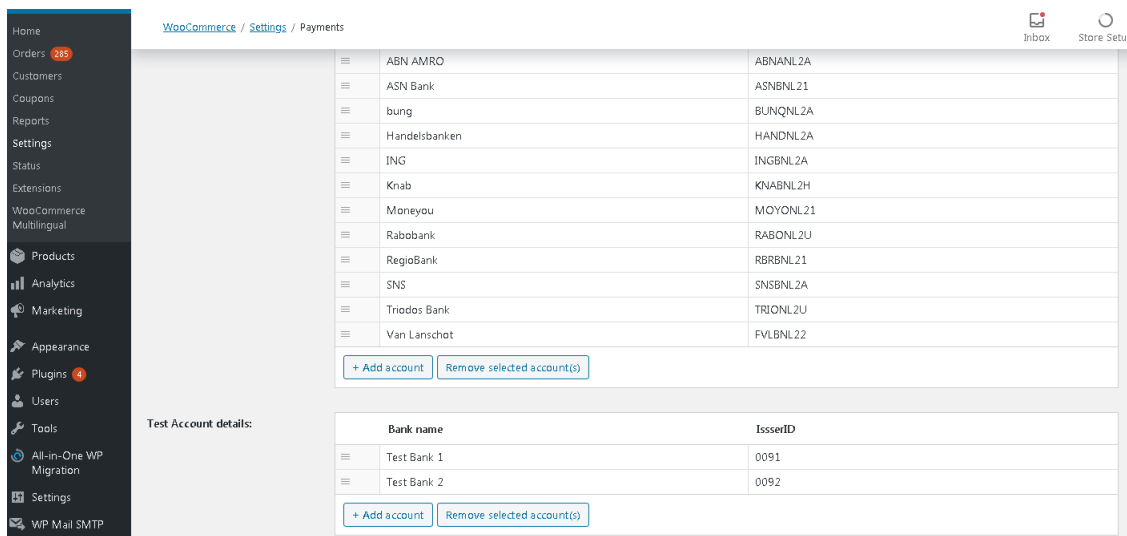 WooCommerce / Settings / Payments
Inbox
Store Setu
Home
Orders 285
Customers
Coupons
Reports
Settings
Status
Extensions
WooCommerce
Multilingual
Products
Analytics
Marketing
Appearance
Plugins 4
Users
Tools
All-in-One WP
Migration
Settings
WP Mail SMTP
ABN AMRO ABNANL2A
ASN Bank ASNBNL21
bunq BUNQNL2A
Handelsbanken HANDNL2A
ING INGBNL2A
Knab KNABNL2H
Moneyou MOYONL21
Rabobank RABONL2U
RegioBank RBRBNL21
SNS SNSBNL2A
Triodos Bank TRIONL2U
Van Lanschot FVLBNL22
+ Add account Remove selected account(s)
Test Account details:
Bank name IssserID
Test Bank 1 0091
Test Bank 2 0092
+ Add account Remove selected account(s)